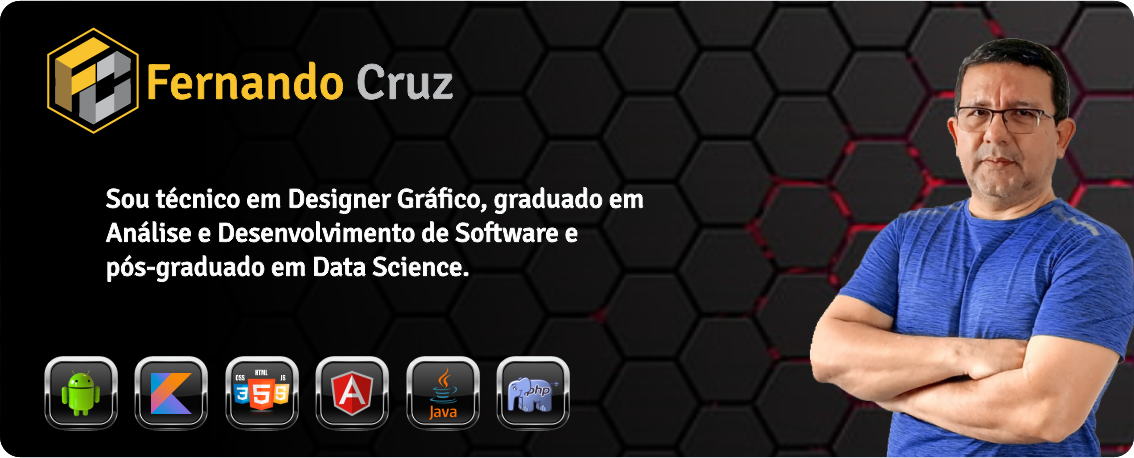 Fernando Cruz
Sou técnico em Designer Gráfico, graduado em
Análise e Desenvolvimento de Software e
pós-graduado em Data Science.
CSS HTML JS
3 5 S
Java
php